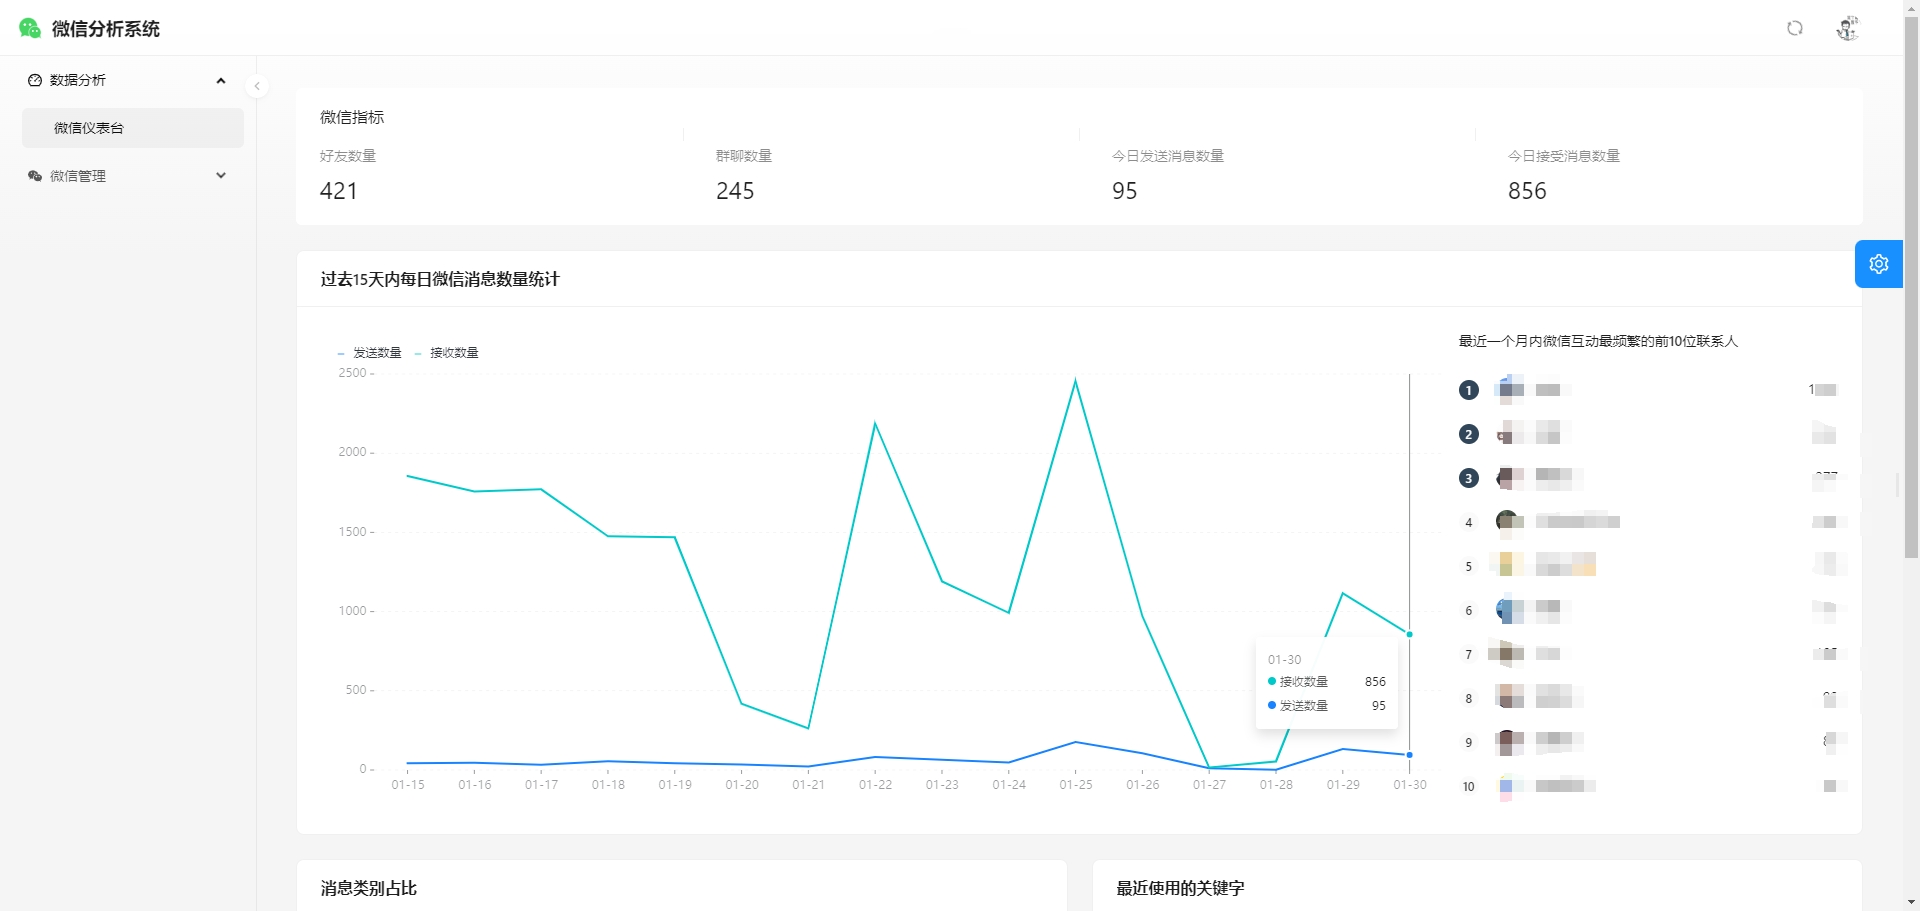 微信分析系统
数据分析
微信仪表台
微信管理
微信指标
好友数量
421
群聊数量
245
今日发送消息数量
95
今日接受消息数量
856
过去15天内每日微信消息数量统计
发送数量 接收数量
2500
2000
1500
1000
500
0
01-15 01-16 01-17 01-18 01-19 01-20 01-21 01-22 01-23 01-24 01-25 01-26 01-27 01-28 01-29 01-30
01-30
接收数量 856
发送数量 95
最近一个月内微信互动最频繁的前10位联系人
1
2
3
4
5
6
7
8
9
10
消息类别占比
最近使用的关键字